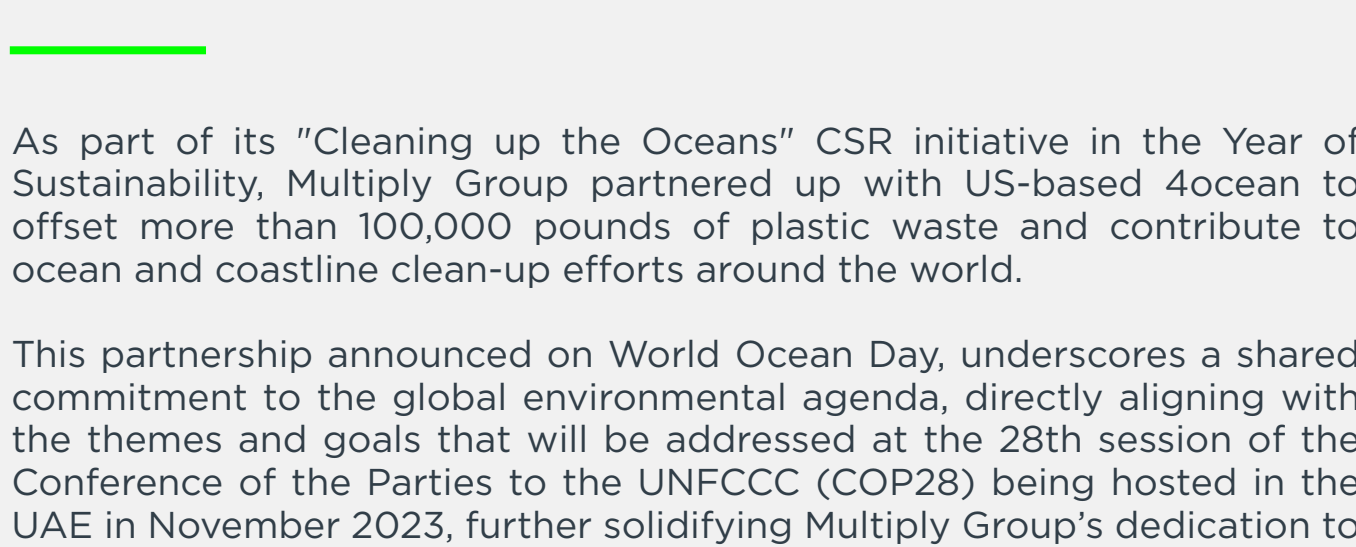 As part of its "Cleaning up the Oceans" CSR initiative in the Year of
Sustainability, Multiply Group partnered up with US-based 4ocean to
offset more than 100,000 pounds of plastic waste and contribute to
ocean and coastline clean-up efforts around the world.
This partnership announced on World Ocean Day, underscores a shared
commitment to the global environmental agenda, directly aligning with
the themes and goals that will be addressed at the 28th session of the
Conference of the Parties to the UNFCCC (COP28) being hosted in the
UAE in November 2023, further solidifying Multiply Group’s dedication to